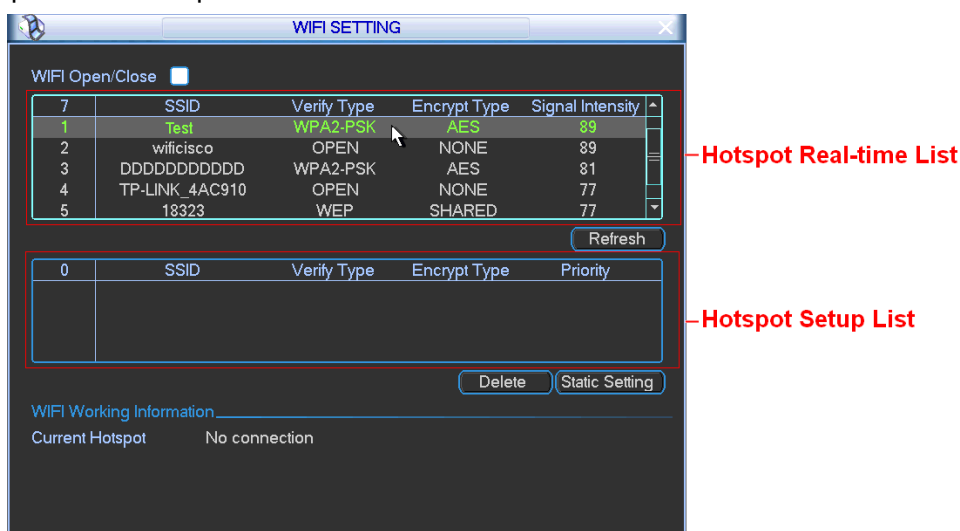 WIFI SETTING
WIFI Open/Close
7 SSID Verify Type Encrypt Type Signal Intensity
1 Test WPA2-PSK AES 89
2 wificisco OPEN NONE 89
3 DDDDDDDDDDD WPA2-PSK AES 81
4 TP-LINK_4AC910 OPEN NONE 77
5 18323 WEP SHARED 77
Hotspot Real-time List
Refresh
0 SSID Verify Type Encrypt Type Priority
Hotspot Setup List
Delete Static Setting
WIFI Working Information
Current Hotspot No connection